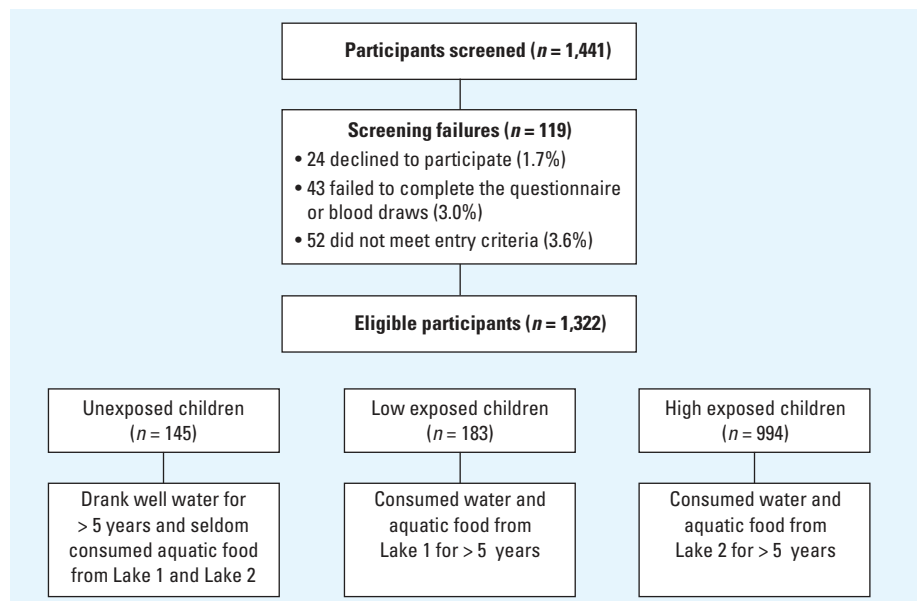 Participants screened (n = 1,441)
Screening failures (n = 119)
• 24 declined to participate (1.7%)
• 43 failed to complete the questionnaire
or blood draws (3.0%)
• 52 did not meet entry criteria (3.6%)
Eligible participants (n = 1,322)
Unexposed children
(n = 145)
Low exposed children
(n = 183)
High exposed children
(n = 994)
Drank well water for
> 5 years and seldom
consumed aquatic food
from Lake 1 and Lake 2
Consumed water and
aquatic food from
Lake 1 for > 5 years
Consumed water and
aquatic food from
Lake 2 for > 5 years